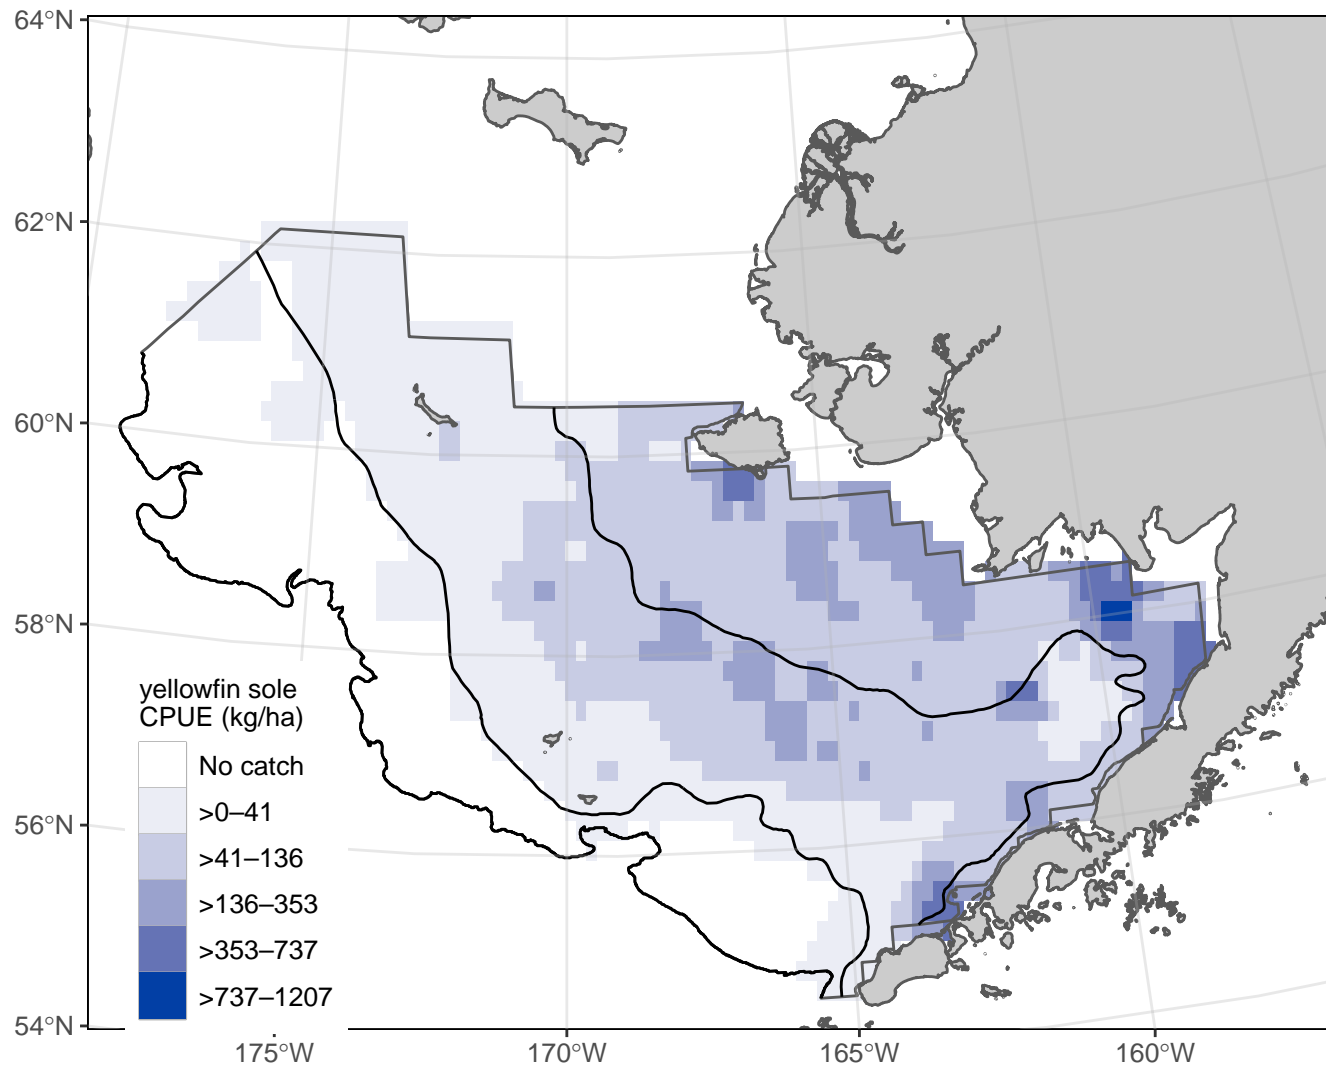 64°N
62°N
60°N
58°N
56°N
54°N
yellowfin sole
CPUE (kg/ha)
No catch
>0–41
>41–136
>136–353
>353–737
>737–1207
175°W
170°W
165°W
160°W